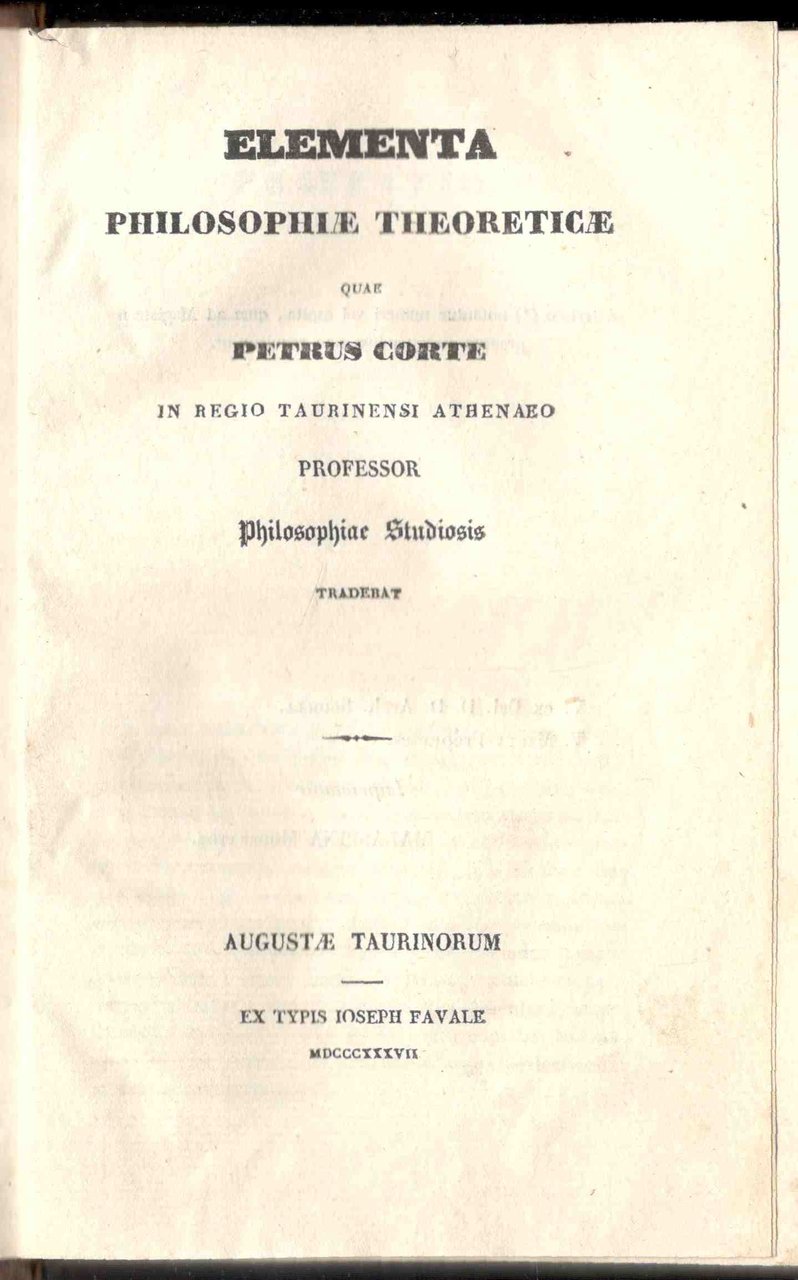 ELEMENTA
PHILOSOPHIÆ THEORETICÆ
QUAE
PETRUS CORTE
IN REGIO TAURINENSI ATHENAEO
PROFESSOR
Philosophiae Studiosis
TRADEBAT
AUGUSTÆ TAURINORUM
EX TYPIS IOSEPH FAVALE
MDCCCXXXVII